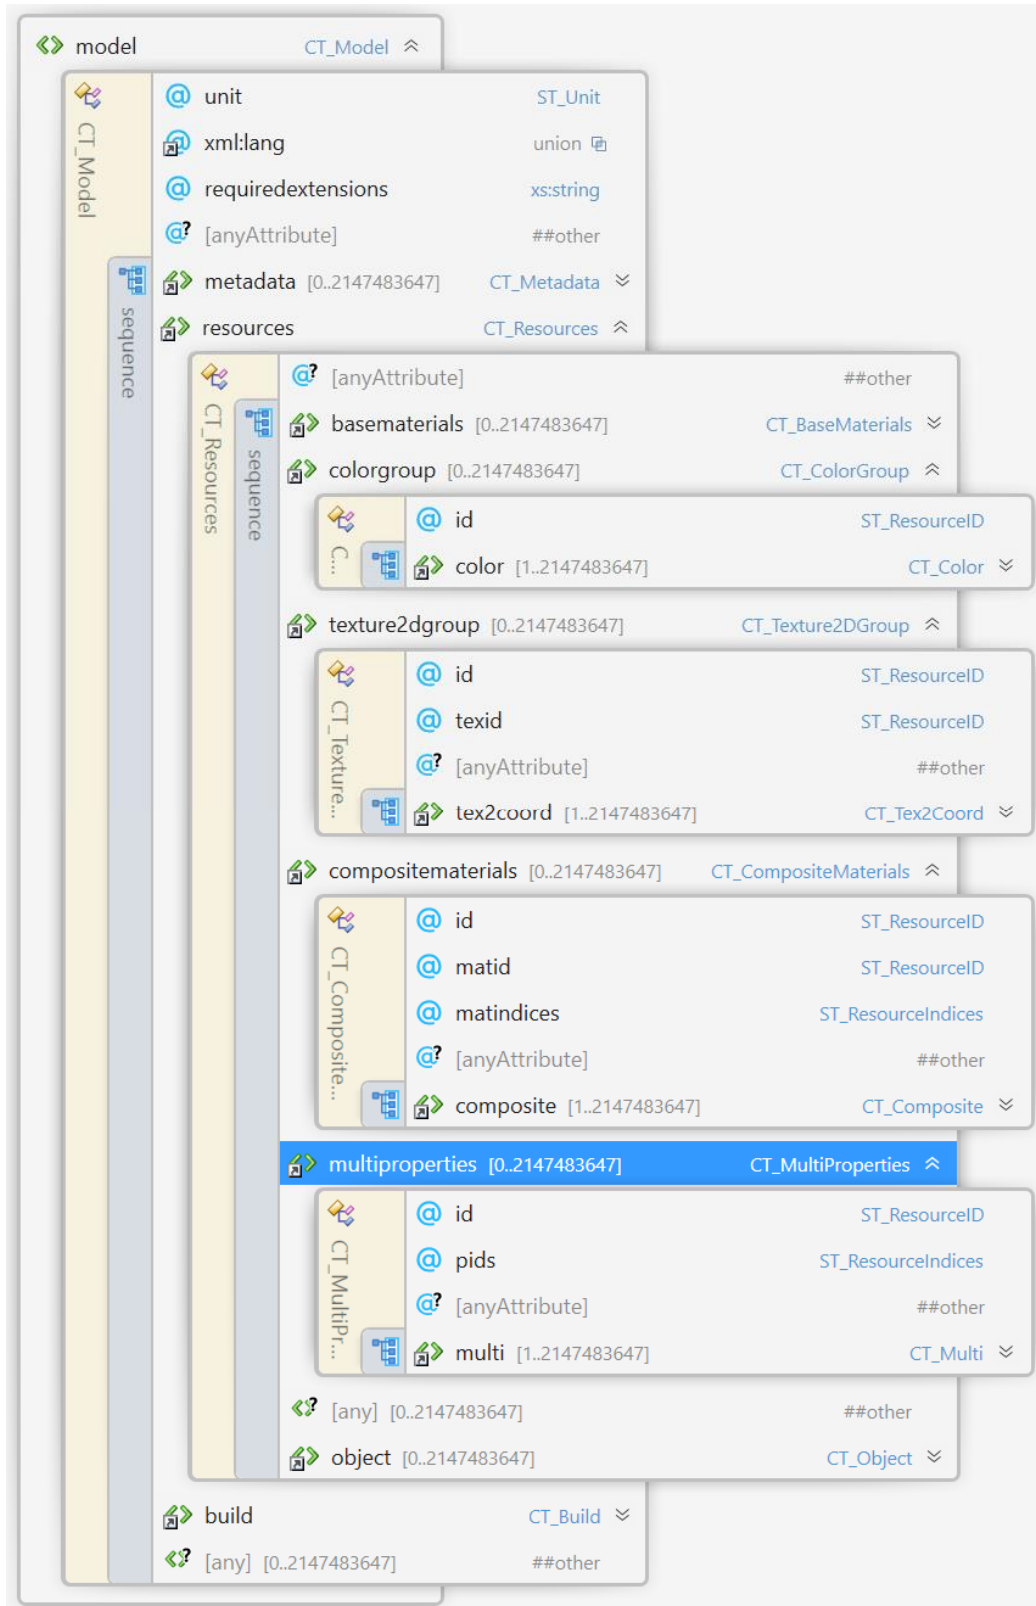 model CT_Model
CT_Model
@ unit ST_Unit
xml:lang union
@ requiredextensions xs:string
@? [anyAttribute] ##other
sequence
metadata [0..2147483647] CT_Metadata
resources CT_Resources
CT_Resources
sequence
@? [anyAttribute] ##other
basematerials [0..2147483647] CT_BaseMaterials
colorgroup [0..2147483647] CT_ColorGroup
C...
@ id ST_ResourceID
color [1..2147483647] CT_Color
texture2dgroup [0..2147483647] CT_Texture2DGroup
CT_Texture...
@ id ST_ResourceID
@ texid ST_ResourceID
@? [anyAttribute] ##other
tex2coord [1..2147483647] CT_Tex2Coord
compositematerials [0..2147483647] CT_CompositeMaterials
CT_Composite...
@ id ST_ResourceID
@ matid ST_ResourceID
@ matindices ST_ResourceIndices
@? [anyAttribute] ##other
composite [1..2147483647] CT_Composite
multiproperties [0..2147483647] CT_MultiProperties
CT_MultiPr...
@ id ST_ResourceID
@ pids ST_ResourceIndices
@? [anyAttribute] ##other
multi [1..2147483647] CT_Multi
[any] [0..2147483647] ##other
object [0..2147483647] CT_Object
build CT_Build
[any] [0..2147483647] ##other